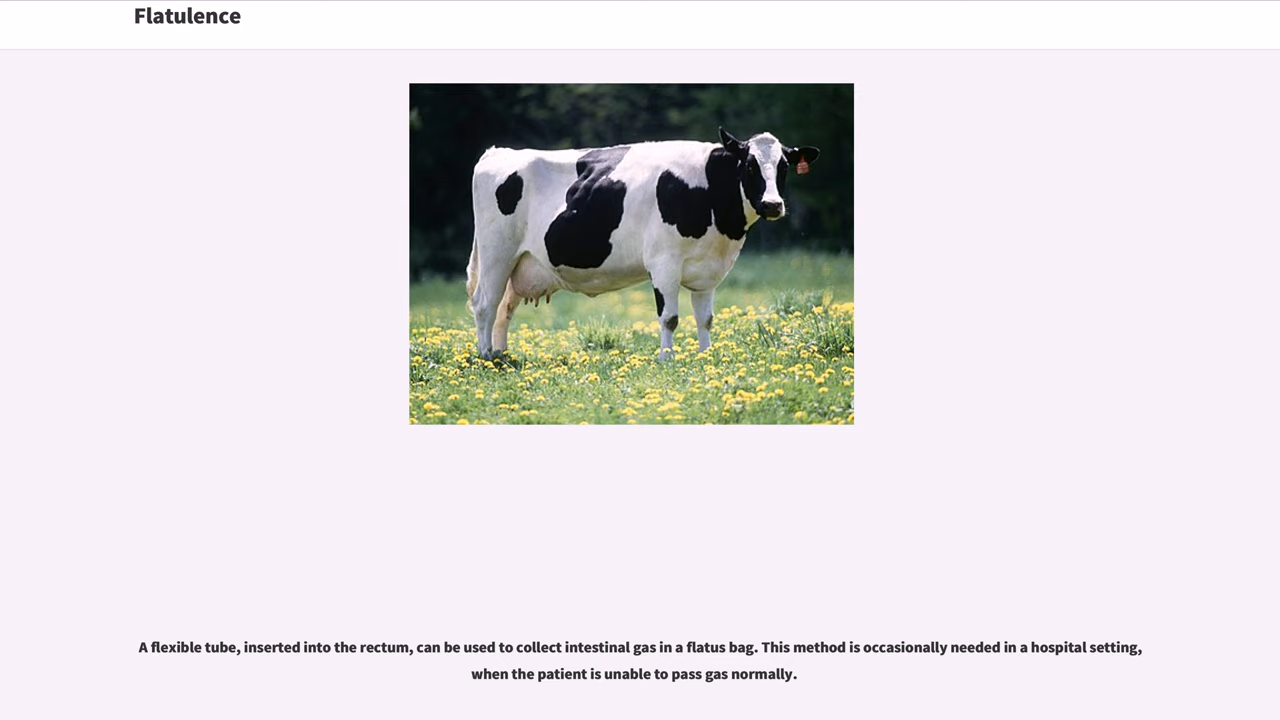 Flatulence
A flexible tube, inserted into the rectum, can be used to collect intestinal gas in a flatus bag. This method is occasionally needed in a hospital setting,
when the patient is unable to pass gas normally.